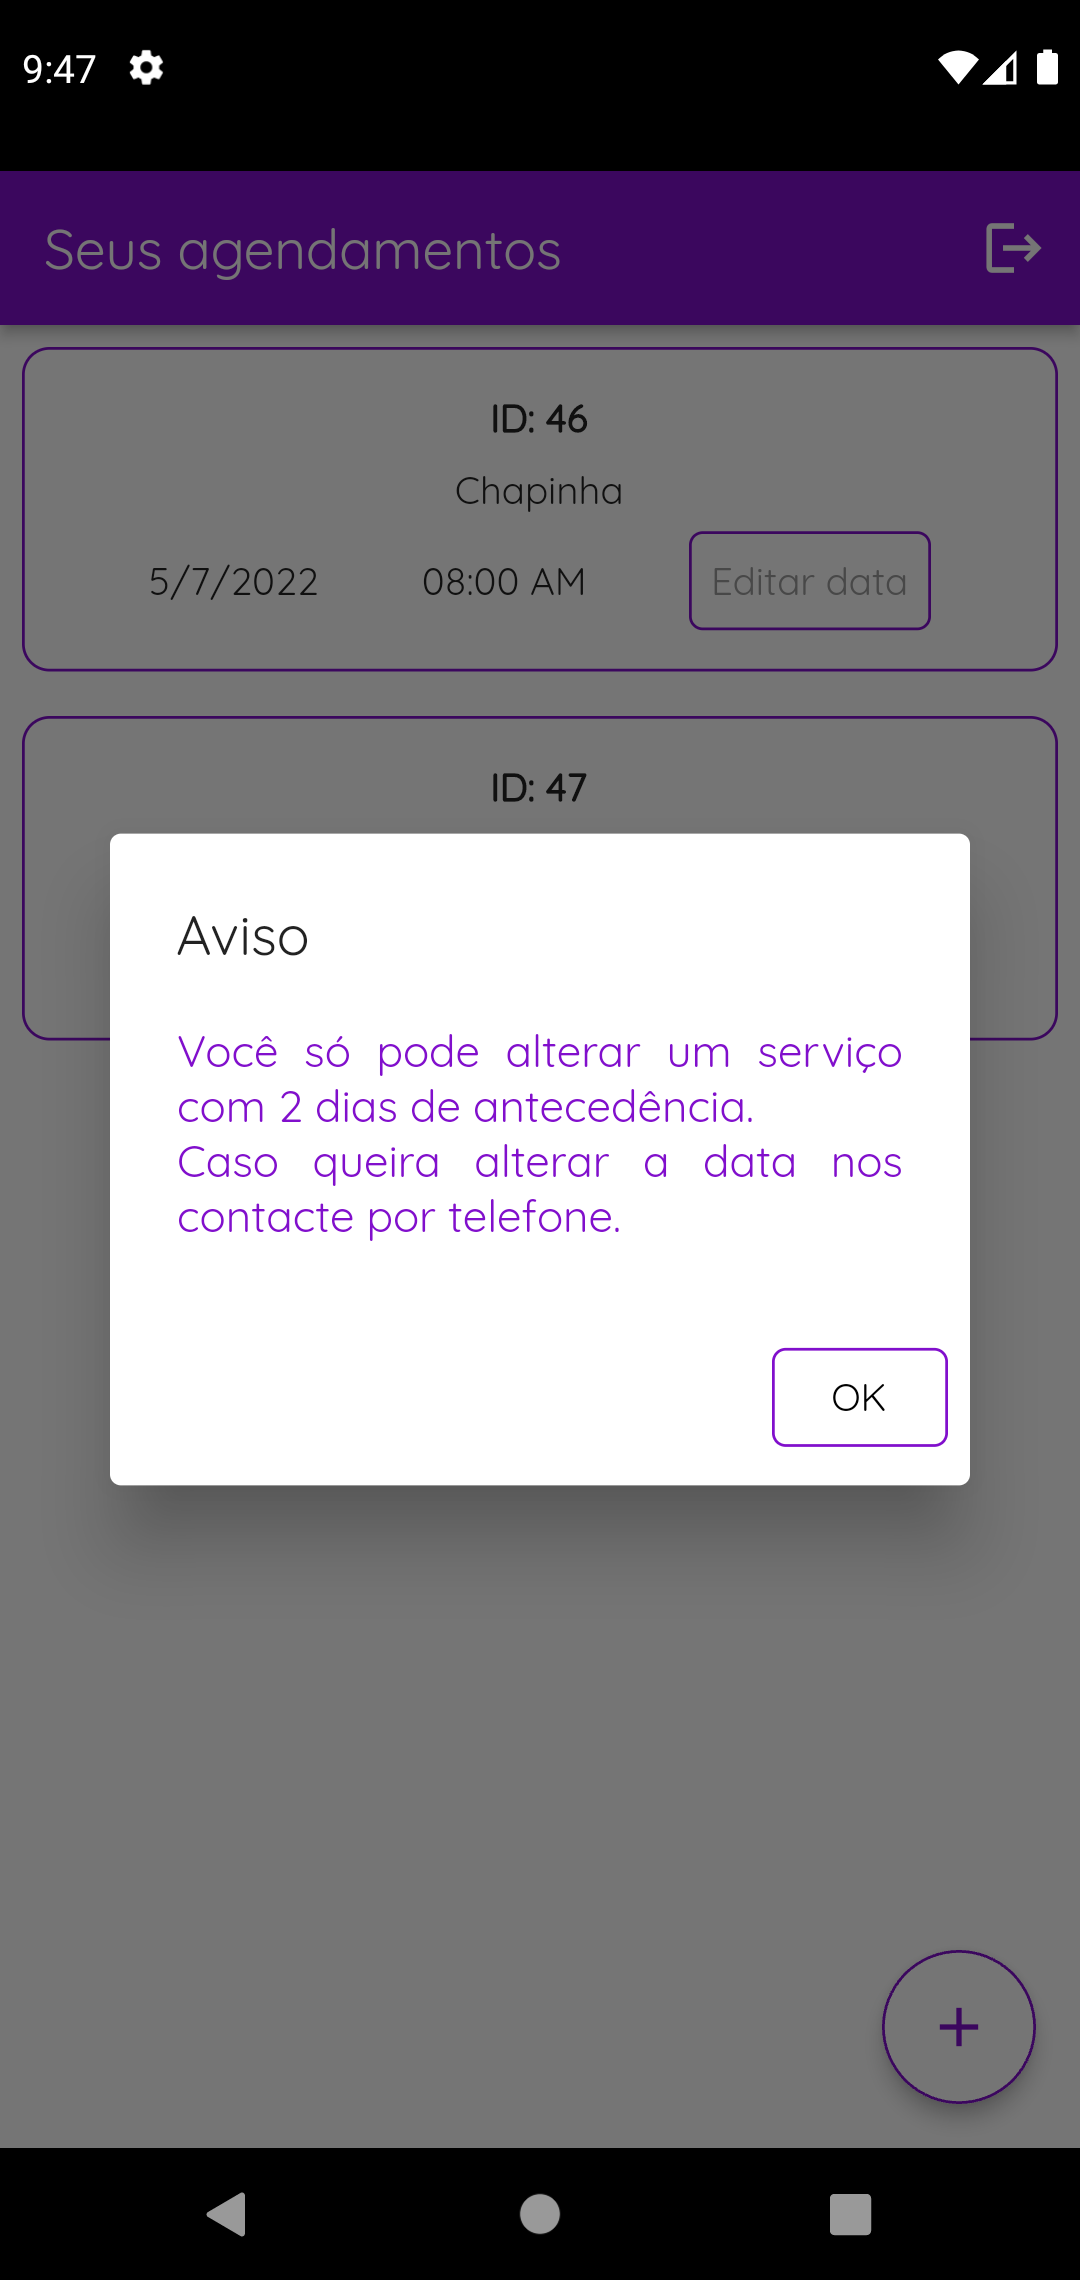 9:47
Seus agendamentos
ID: 46
Chapinha
5/7/2022 08:00 AM Editar data
ID: 47
Aviso
Você só pode alterar um serviço
com 2 dias de antecedência.
Caso queira alterar a data nos
contacte por telefone.
OK